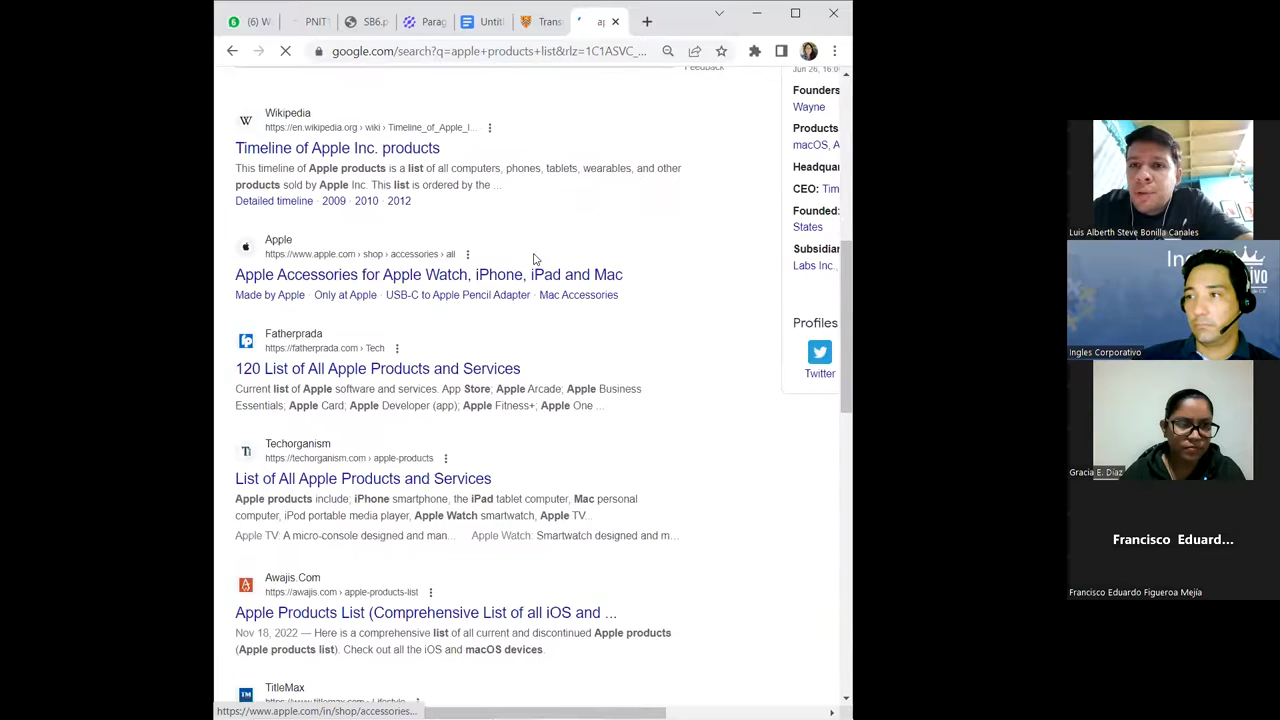 (6) W
PNIT
SB6.p
Parag
Untit
Trans
ap
google.com/search?q=apple+products+list&rlz=1C1ASVC_...
Feedback
Jun 26, 16:0
Founders
Wayne
Products
macOS, A
Headquar
CEO: Tim
Founded:
States
Subsidiar
Labs Inc.,
Profiles
Twitter
Wikipedia
https://en.wikipedia.org › wiki › Timeline_of_Apple_I...
Timeline of Apple Inc. products
This timeline of Apple products is a list of all computers, phones, tablets, wearables, and other
products sold by Apple Inc. This list is ordered by the ...
Detailed timeline · 2009 · 2010 · 2012
Apple
https://www.apple.com › shop › accessories › all
Apple Accessories for Apple Watch, iPhone, iPad and Mac
Made by Apple · Only at Apple · USB-C to Apple Pencil Adapter · Mac Accessories
Fatherprada
https://fatherprada.com › Tech
120 List of All Apple Products and Services
Current list of Apple software and services. App Store; Apple Arcade; Apple Business
Essentials; Apple Card; Apple Developer (app); Apple Fitness+; Apple One ...
Techorganism
https://techorganism.com › apple-products
List of All Apple Products and Services
Apple products include; iPhone smartphone, the iPad tablet computer, Mac personal
computer, iPod portable media player, Apple Watch smartwatch, Apple TV...
Apple TV: A micro-console designed and man... Apple Watch: Smartwatch designed and m...
Awajis.Com
https://awajis.com › apple-products-list
Apple Products List (Comprehensive List of all iOS and ...
Nov 18, 2022 — Here is a comprehensive list of all current and discontinued Apple products
(Apple products list). Check out all the iOS and macOS devices.
TitleMax
https://www.titlemax.com › Lifestyle
https://www.apple.com/in/shop/accessories...
Luis Alberth Steve Bonilla Canales
Ingles Corporativo
Gracia E. Díaz
Francisco Eduard...
Francisco Eduardo Figueroa Mejía